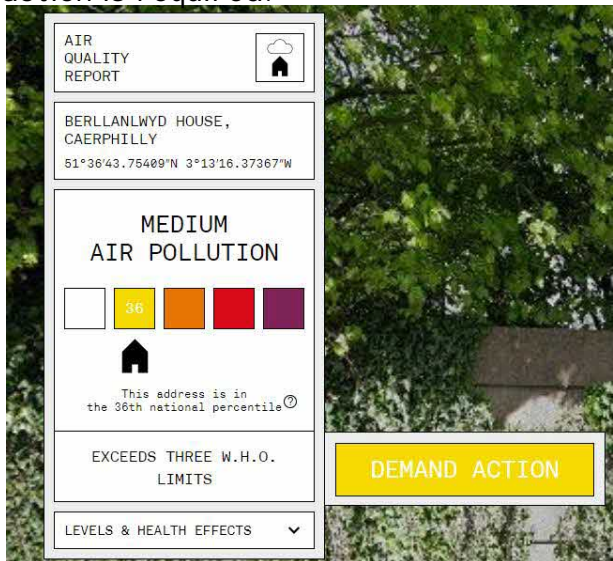 AIR
QUALITY
REPORT
BERLLANLWYD HOUSE,
CAERPHILLY
51°36'43.75409"N 3°13'16.37367"W
MEDIUM
AIR POLLUTION
36
This address is in
the 36th national percentile?
EXCEEDS THREE W.H.O.
LIMITS
DEMAND ACTION
LEVELS & HEALTH EFFECTS